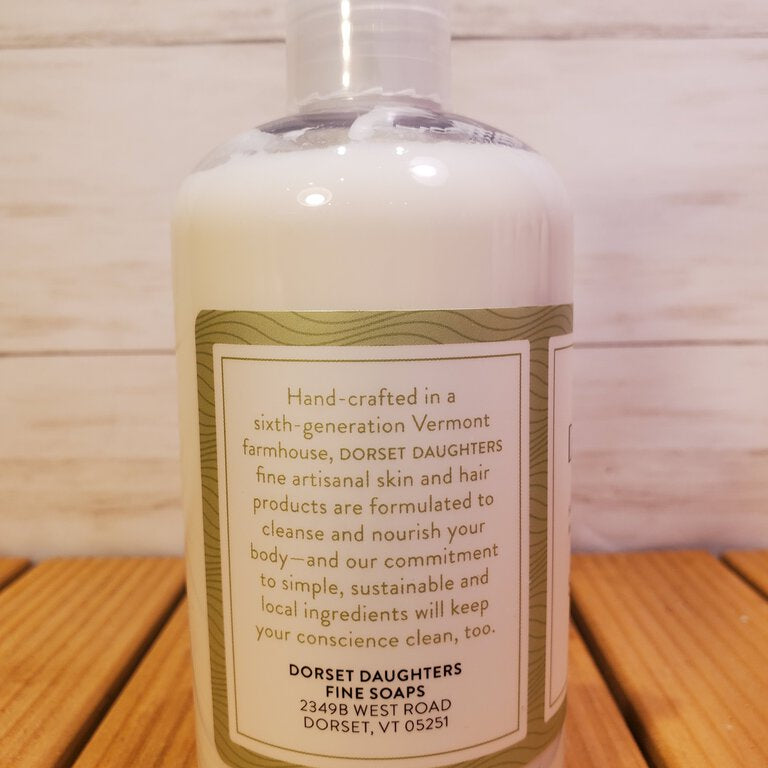 Hand-crafted in a
sixth-generation Vermont
farmhouse, DORSET DAUGHTERS
fine artisanal skin and hair
products are formulated to
cleanse and nourish your
body—and our commitment
to simple, sustainable and
local ingredients will keep
your conscience clean, too.
DORSET DAUGHTERS
FINE SOAPS
2349B WEST ROAD
DORSET, VT 05251